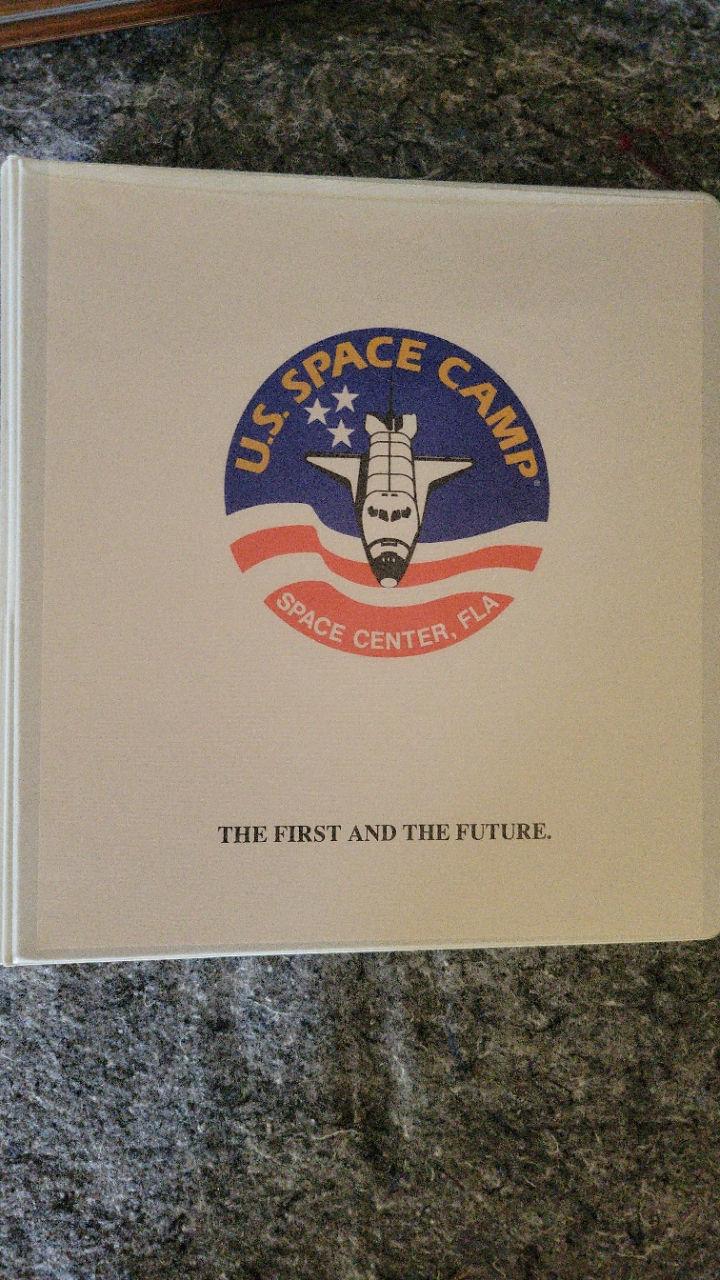 U.S. SPACE CAMP®
SPACE CENTER, FLA
THE FIRST AND THE FUTURE.